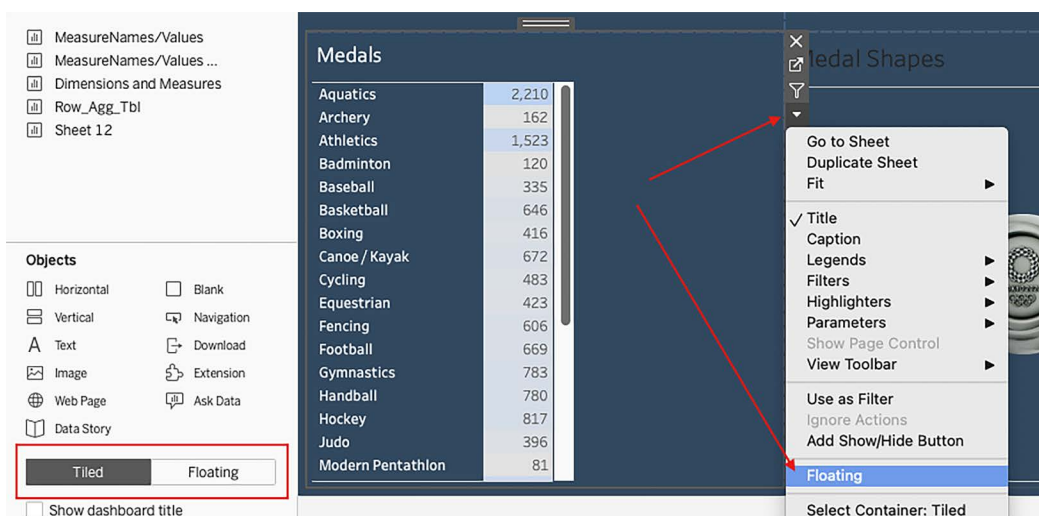 MeasureNames/Values
MeasureNames/Values ...
Dimensions and Measures
Row_Agg_Tbl
Sheet 12
Objects
Horizontal
Blank
Vertical
Navigation
Text
Download
Image
Extension
Web Page
Ask Data
Data Story
Tiled
Floating
Show dashboard title
Medals
Aquatics 2,210
Archery 162
Athletics 1,523
Badminton 120
Baseball 335
Basketball 646
Boxing 416
Canoe / Kayak 672
Cycling 483
Equestrian 423
Fencing 606
Football 669
Gymnastics 783
Handball 780
Hockey 817
Judo 396
Modern Pentathlon 81
Shapes
Go to Sheet
Duplicate Sheet
Fit
Title
Caption
Legends
Filters
Highlighters
Parameters
Show Page Control
View Toolbar
Use as Filter
Ignore Actions
Add Show/Hide Button
Floating
Select Container: Tiled